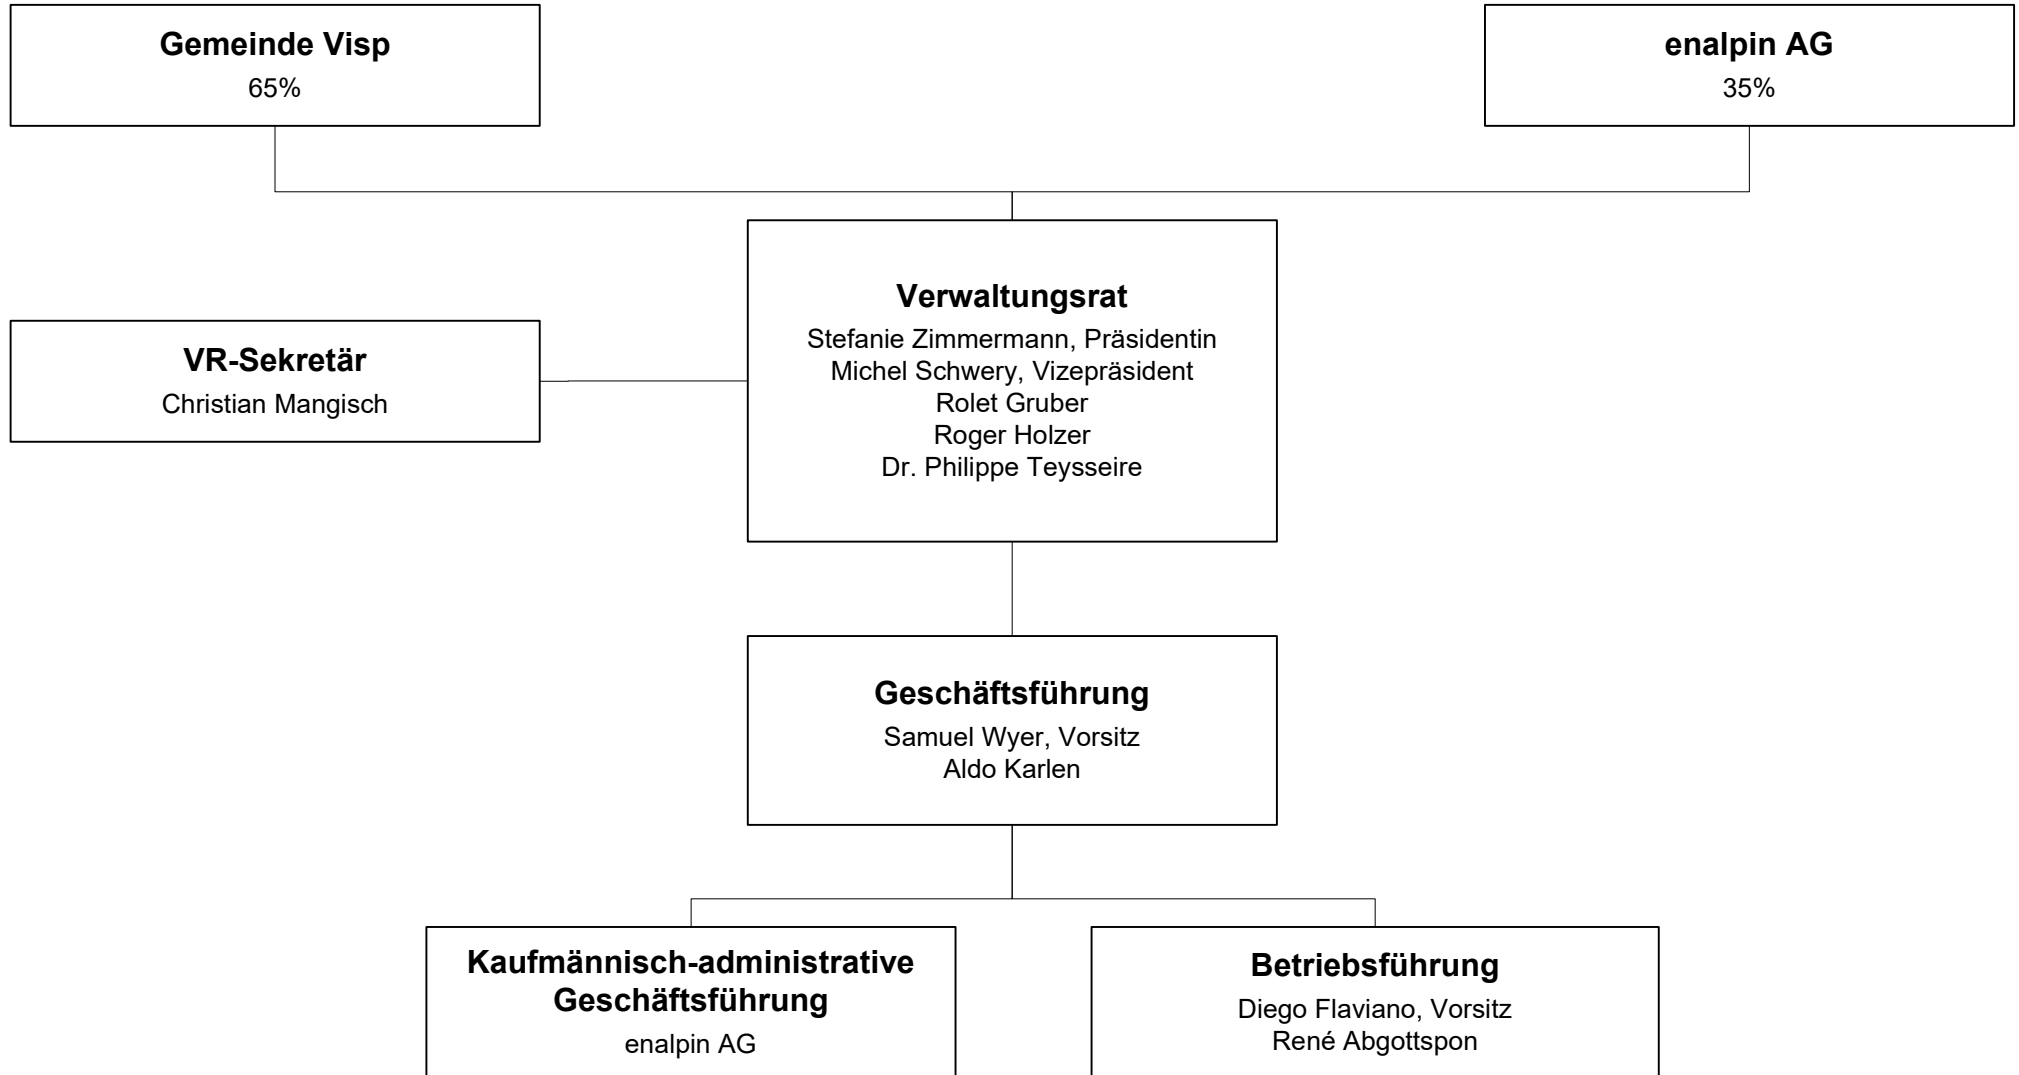 Gemeinde Visp
65%
enalpin AG
35%
Verwaltungsrat
Stefanie Zimmermann, Präsidentin
Michel Schwery, Vizepräsident
Rolet Gruber
Roger Holzer
Dr. Philippe Teysseire
VR-Sekretär
Christian Mangisch
Geschäftsführung
Samuel Wyer, Vorsitz
Aldo Karlen
Kaufmännisch-administrative
Geschäftsführung
enalpin AG
Betriebsführung
Diego Flaviano, Vorsitz
René Abgottspon